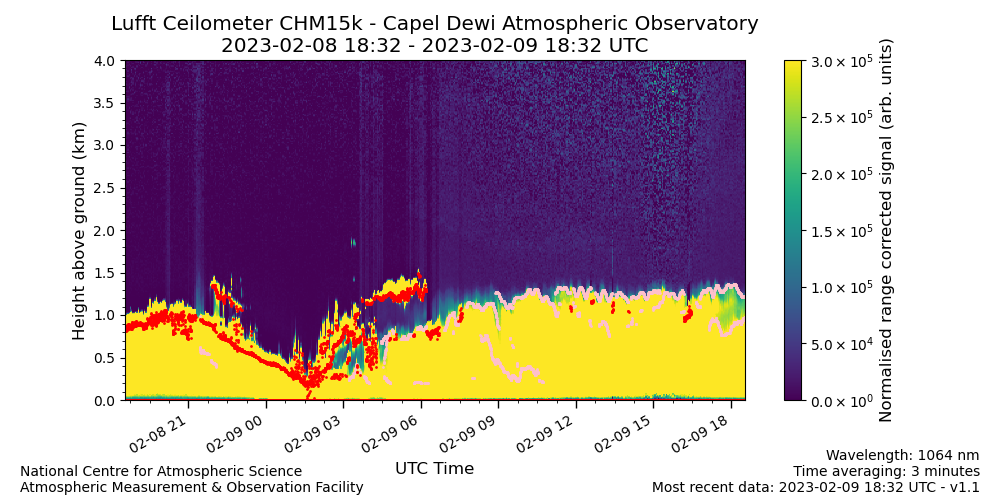 Lufft Ceilometer CHM15k - Capel Dewi Atmospheric Observatory
2023-02-08 18:32 - 2023-02-09 18:32 UTC
Height above ground (km)
4.0
3.5
3.0
2.5
2.0
1.5
1.0
0.5
0.0
02-08 21
02-09 00
02-09 03
02-09 06
02-09 09
02-09 12
02-09 15
02-09 18
UTC Time
3.0 × 10⁵
2.5 × 10⁵
2.0 × 10⁵
1.5 × 10⁵
1.0 × 10⁵
5.0 × 10⁴
0.0 × 10⁰
Normalised range corrected signal (arb. units)
National Centre for Atmospheric Science
Atmospheric Measurement & Observation Facility
Wavelength: 1064 nm
Time averaging: 3 minutes
Most recent data: 2023-02-09 18:32 UTC - v1.1